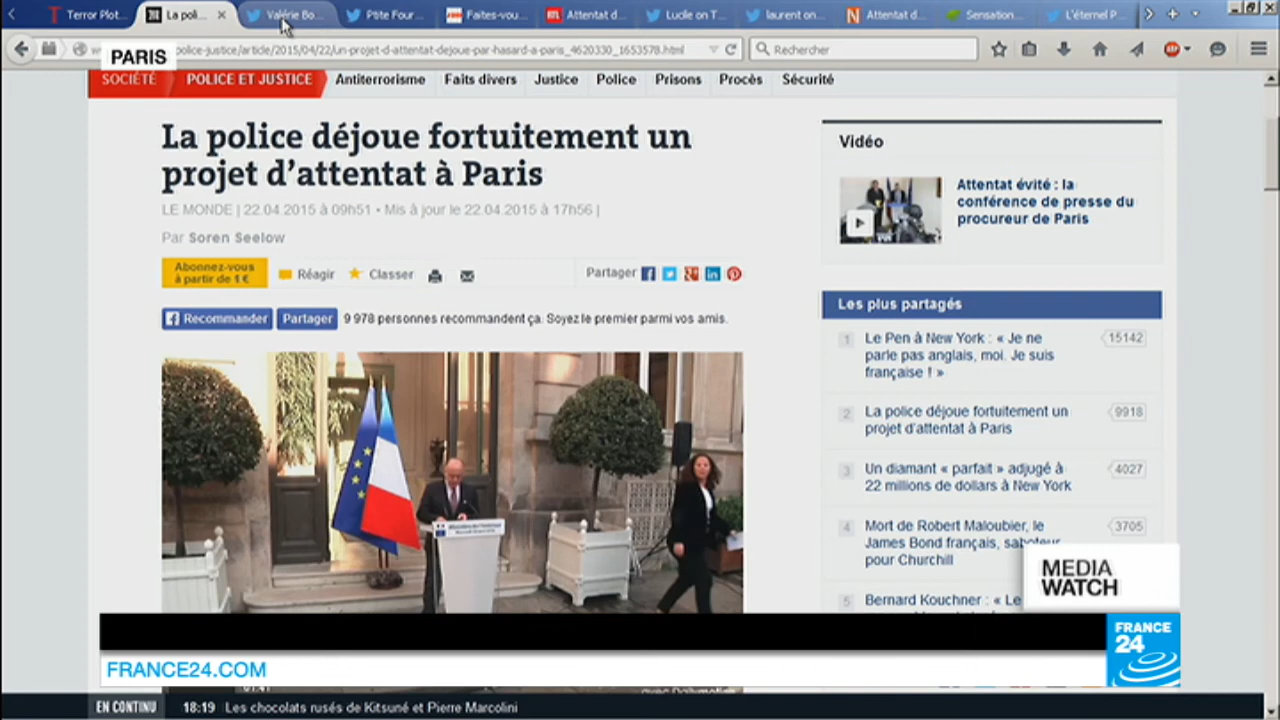 Terror Plot...
La poli...
Valérie Bo...
Ptite Four...
Faites-vou...
Attentat d...
Lucile on T...
laurent on...
Attentat d...
Sensation...
L'éternel P...
PARIS
police-justice/article/2015/04/22/un-projet-d-attentat-dejoue-par-hasard-a-paris_4620330_1653578.html
Rechercher
SOCIÉTÉ
POLICE ET JUSTICE
Antiterrorisme
Faits divers
Justice
Police
Prisons
Procès
Sécurité
La police déjoue fortuitement un
projet d'attentat à Paris
LE MONDE | 22.04.2015 à 09h51 • Mis à jour le 22.04.2015 à 17h56 |
Par Soren Seelow
Abonnez-vous
à partir de 1 €
Réagir
Classer
Partager
Recommander
Partager
9 978 personnes recommandent ça. Soyez le premier parmi vos amis.
Vidéo
Attentat évité : la
conférence de presse du
procureur de Paris
Les plus partagés
1 Le Pen à New York : « Je ne
parle pas anglais, moi. Je suis
française ! »
15142
2 La police déjoue fortuitement un
projet d'attentat à Paris
9918
3 Un diamant « parfait » adjugé à
22 millions de dollars à New York
4027
4 Mort de Robert Maloubier, le
James Bond français, saboteur
pour Churchill
3705
5 Bernard Kouchner : « Le
MEDIA
WATCH
FRANCE
24
FRANCE24.COM
EN CONTINU
18:19 Les chocolats rusés de Kitsuné et Pierre Marcolini